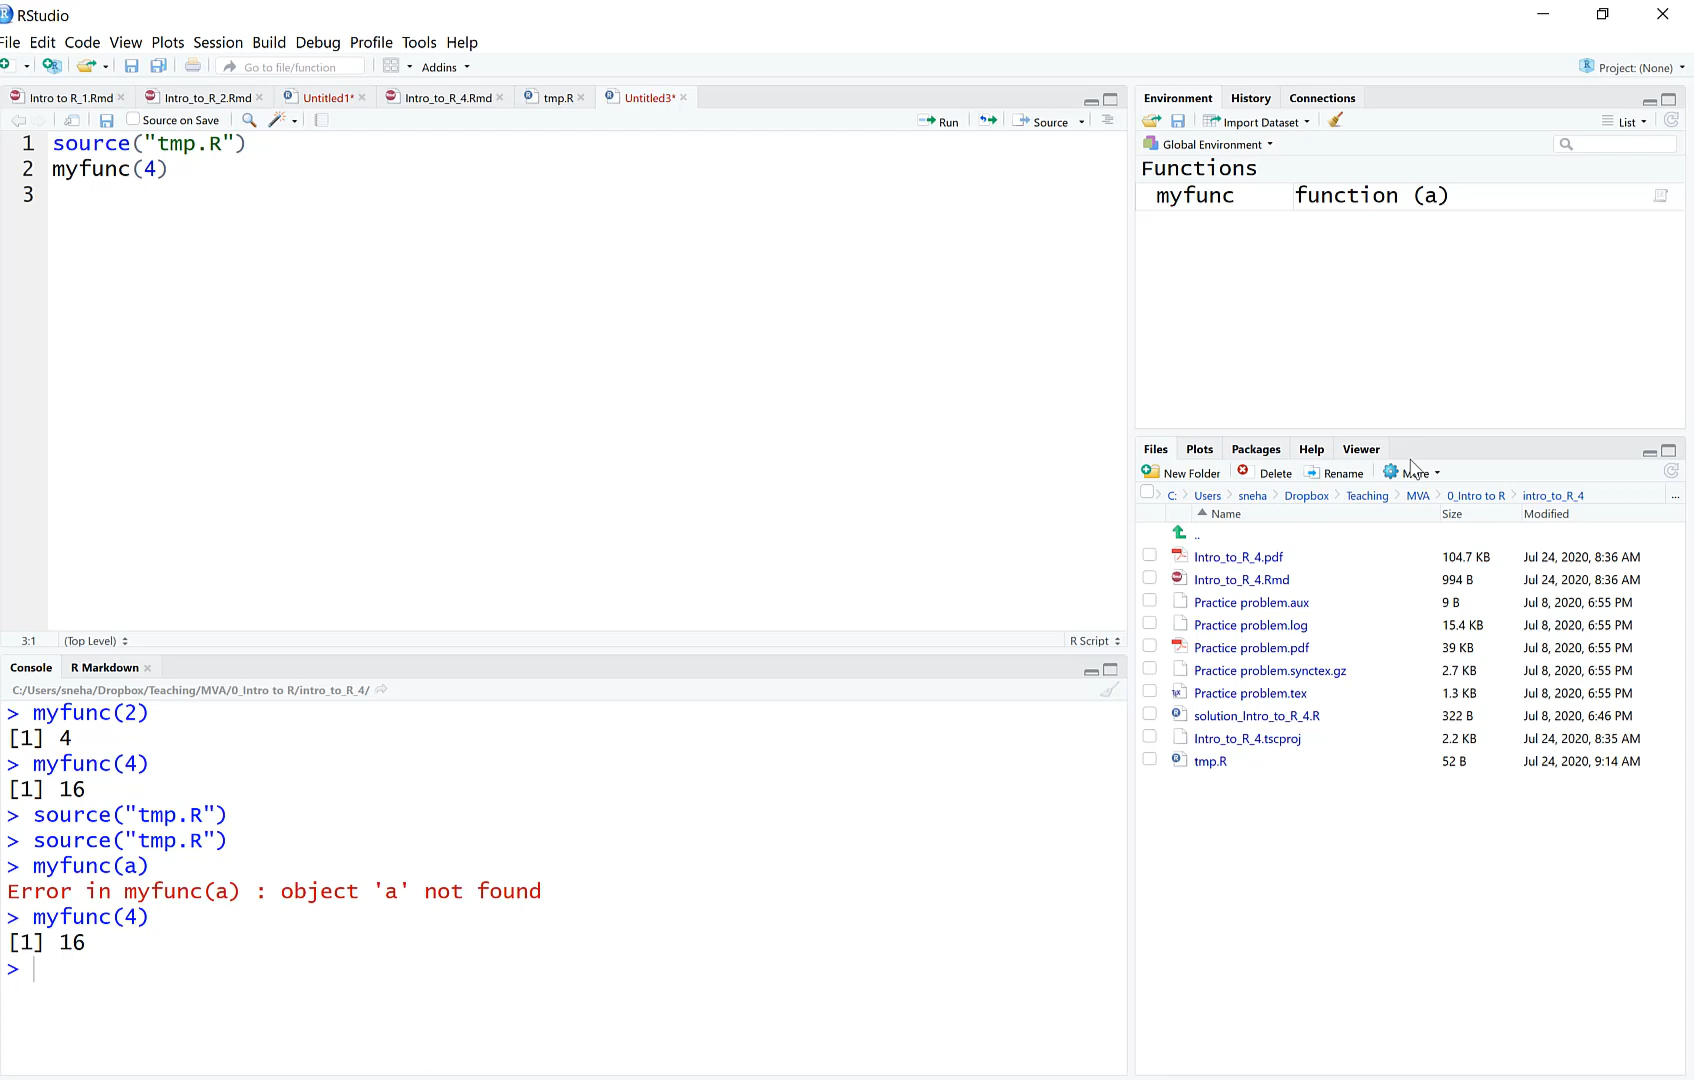 RStudio
File Edit Code View Plots Session Build Debug Profile Tools Help
Go to file/function Addins Project: (None)
Intro to R_1.Rmd Intro_to_R_2.Rmd Untitled1* Intro_to_R_4.Rmd tmp.R Untitled3*
Source on Save Run Source
1 source("tmp.R")
2 myfunc(4)
3
3:1 (Top Level) R Script
Console R Markdown
C:/Users/sneha/Dropbox/Teaching/MVA/0_Intro to R/intro_to_R_4/
> myfunc(2)
[1] 4
> myfunc(4)
[1] 16
> source("tmp.R")
> source("tmp.R")
> myfunc(a)
Error in myfunc(a) : object 'a' not found
> myfunc(4)
[1] 16
>
Environment History Connections
Import Dataset List
Global Environment
Functions
myfunc function (a)
Files Plots Packages Help Viewer
New Folder Delete Rename More
C: Users sneha Dropbox Teaching MVA 0_Intro to R intro_to_R_4 ...
Name Size Modified
..
Intro_to_R_4.pdf 104.7 KB Jul 24, 2020, 8:36 AM
Intro_to_R_4.Rmd 994 B Jul 24, 2020, 8:36 AM
Practice problem.aux 9 B Jul 8, 2020, 6:55 PM
Practice problem.log 15.4 KB Jul 8, 2020, 6:55 PM
Practice problem.pdf 39 KB Jul 8, 2020, 6:55 PM
Practice problem.synctex.gz 2.7 KB Jul 8, 2020, 6:55 PM
Practice problem.tex 1.3 KB Jul 8, 2020, 6:55 PM
solution_Intro_to_R_4.R 322 B Jul 8, 2020, 6:46 PM
Intro_to_R_4.tscproj 2.2 KB Jul 24, 2020, 8:35 AM
tmp.R 52 B Jul 24, 2020, 9:14 AM